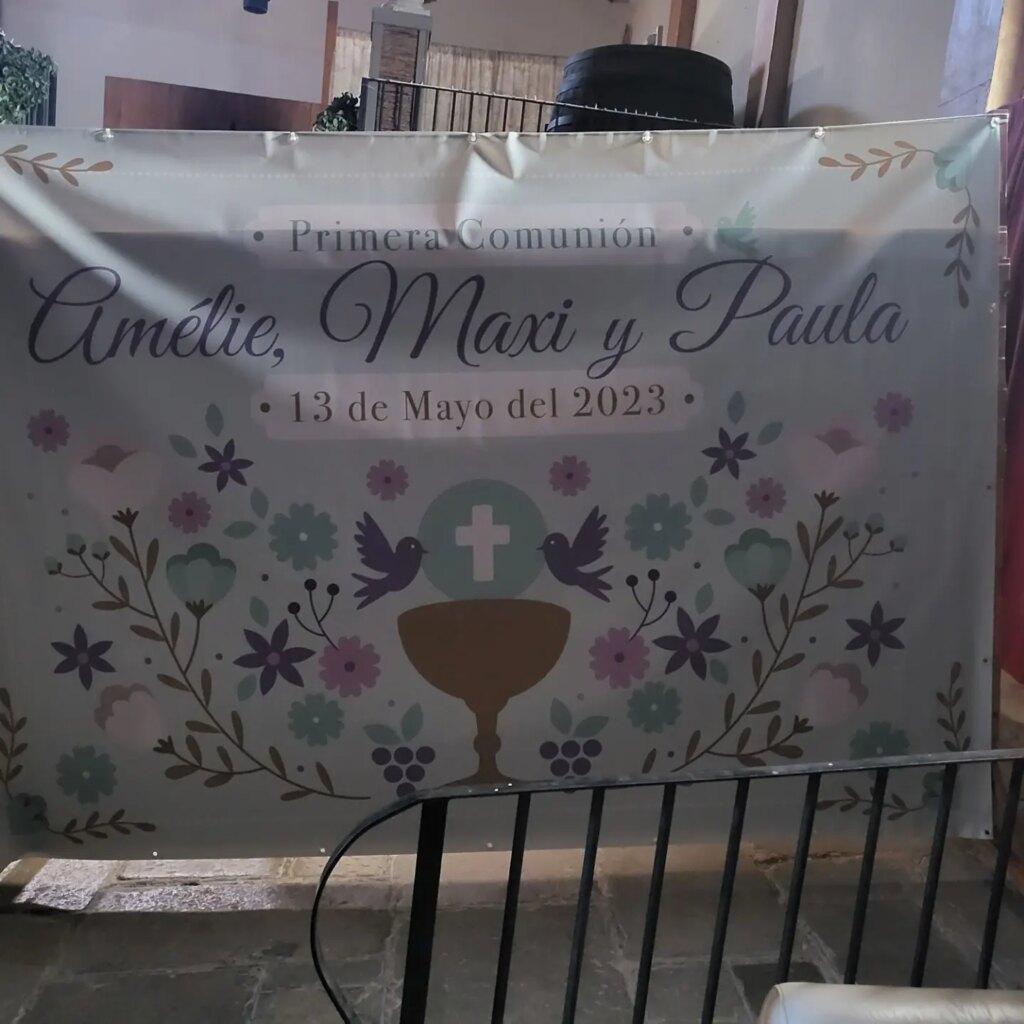 • Primera Comunión •
Amélie, Maxi y Paula
• 13 de Mayo del 2023 •